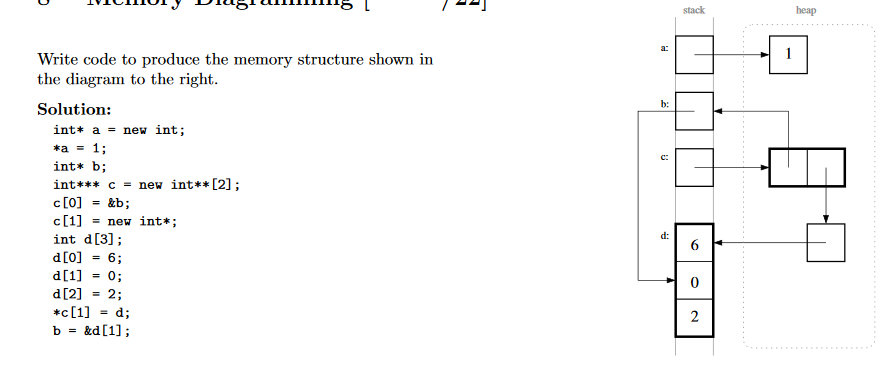 Write code to produce the memory structure shown in
the diagram to the right.
Solution:
int* a = new int;
*a = 1;
int* b;
int*** c = new int**[2];
c[0] = &b;
c[1] = new int*;
int d[3];
d[0] = 6;
d[1] = 0;
d[2] = 2;
*c[1] = d;
b = &d[1];
stack heap
a: 1
b:
c:
d: 6
0
2